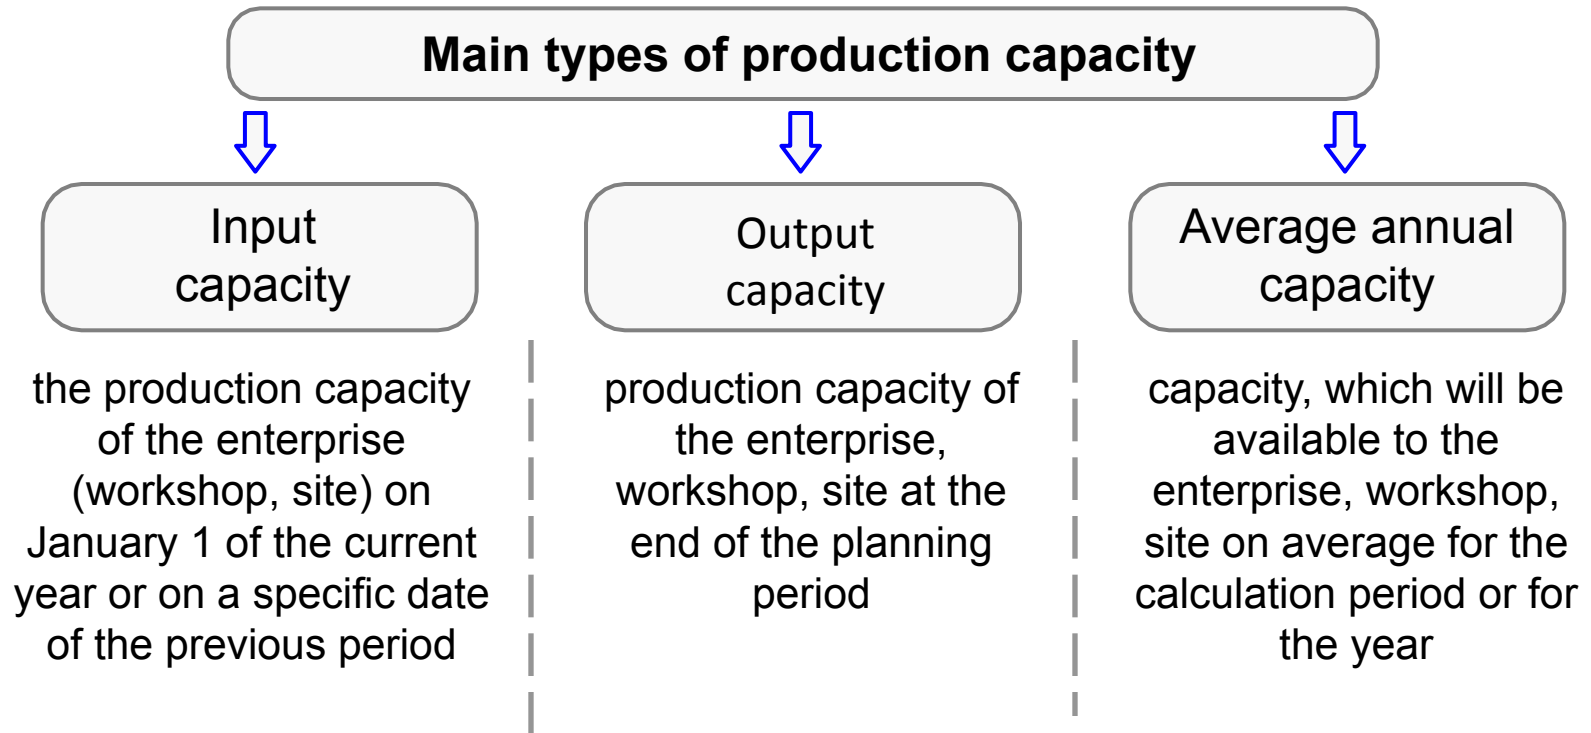 Main types of production capacity
Input
capacity
the production capacity
of the enterprise
(workshop, site) on
January 1 of the current
year or on a specific date
of the previous period
Output
capacity
production capacity of
the enterprise,
workshop, site at the
end of the planning
period
Average annual
capacity
capacity, which will be
available to the
enterprise, workshop,
site on average for the
calculation period or for
the year